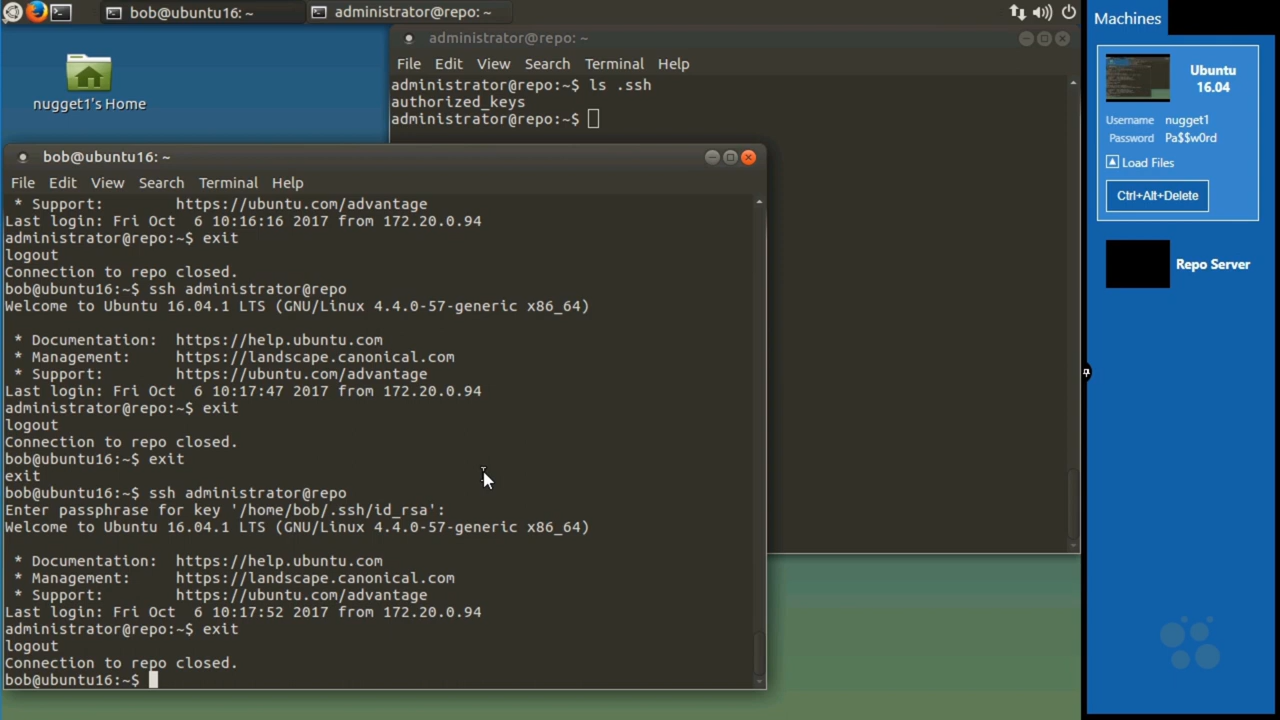 bob@ubuntu16: ~
administrator@repo: ~
Machines
nugget1's Home
administrator@repo: ~
File Edit View Search Terminal Help
administrator@repo:~$ ls .ssh
authorized_keys
administrator@repo:~$
bob@ubuntu16: ~
File Edit View Search Terminal Help
* Support: https://ubuntu.com/advantage
Last login: Fri Oct 6 10:16:16 2017 from 172.20.0.94
administrator@repo:~$ exit
logout
Connection to repo closed.
bob@ubuntu16:~$ ssh administrator@repo
Welcome to Ubuntu 16.04.1 LTS (GNU/Linux 4.4.0-57-generic x86_64)
* Documentation: https://help.ubuntu.com
* Management: https://landscape.canonical.com
* Support: https://ubuntu.com/advantage
Last login: Fri Oct 6 10:17:47 2017 from 172.20.0.94
administrator@repo:~$ exit
logout
Connection to repo closed.
bob@ubuntu16:~$ exit
exit
bob@ubuntu16:~$ ssh administrator@repo
Enter passphrase for key '/home/bob/.ssh/id_rsa':
Welcome to Ubuntu 16.04.1 LTS (GNU/Linux 4.4.0-57-generic x86_64)
* Documentation: https://help.ubuntu.com
* Management: https://landscape.canonical.com
* Support: https://ubuntu.com/advantage
Last login: Fri Oct 6 10:17:52 2017 from 172.20.0.94
administrator@repo:~$ exit
logout
Connection to repo closed.
bob@ubuntu16:~$
Ubuntu
16.04
Username nugget1
Password Pa$$w0rd
Load Files
Ctrl+Alt+Delete
Repo Server